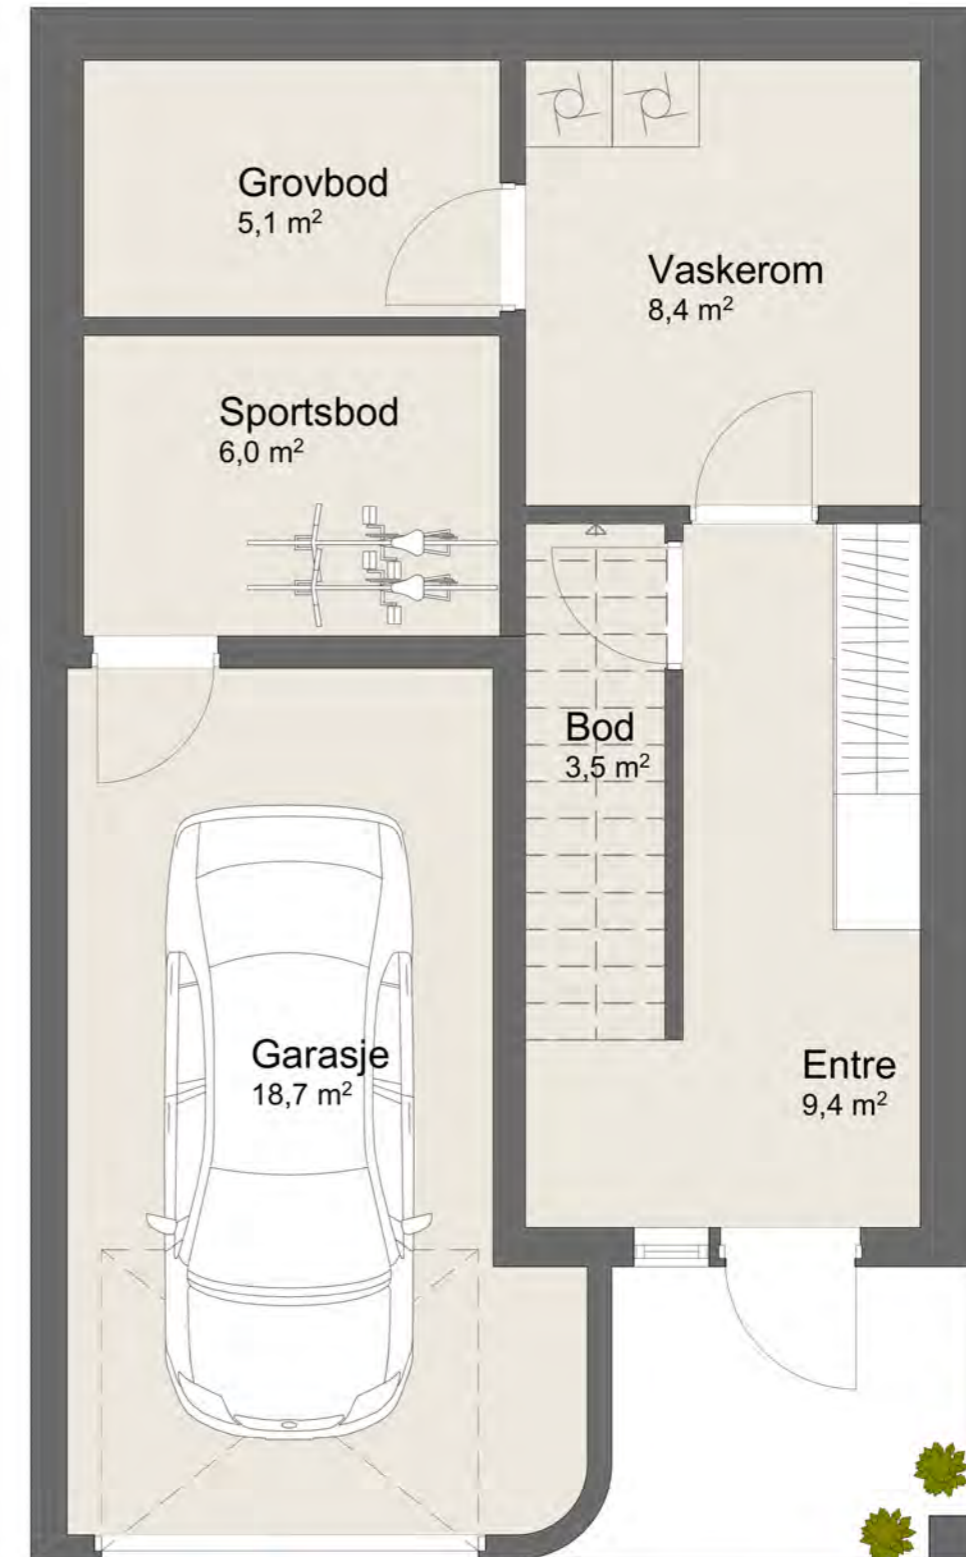 Grovbod
5,1 m²
Vaskerom
8,4 m²
Sportsbod
6,0 m²
Bod
3,5 m²
Garasje
18,7 m²
Entre
9,4 m²